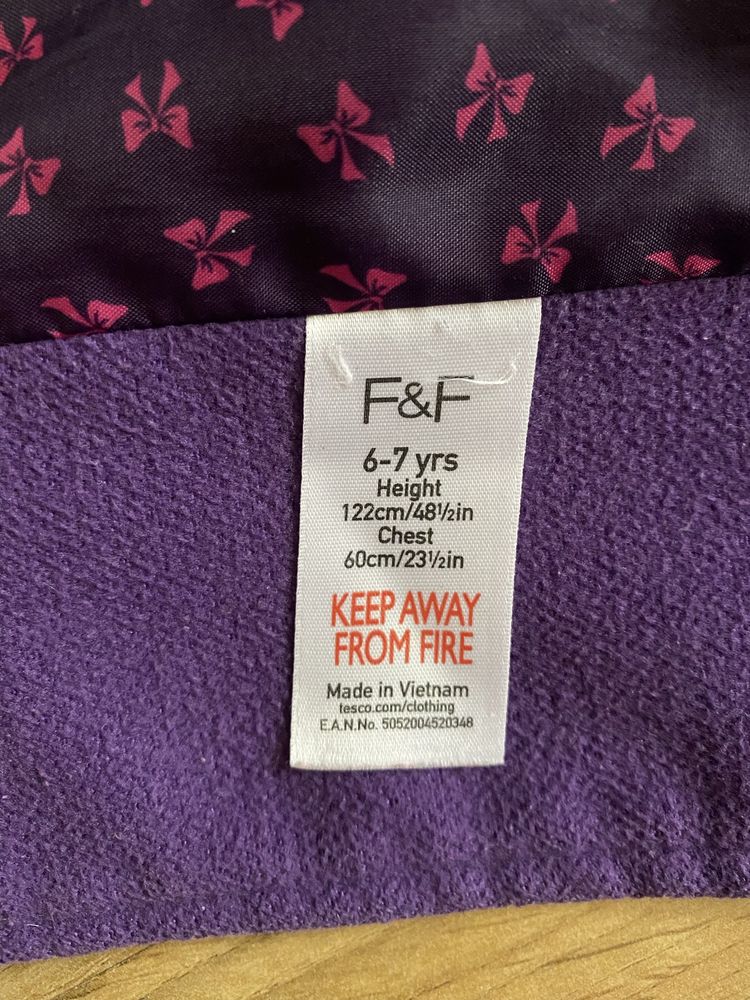 F&F
6-7 yrs
Height
122cm/48½in
Chest
60cm/23½in
KEEP AWAY
FROM FIRE
Made in Vietnam
tesco.com/clothing
E.A.N.No. 5052004520348